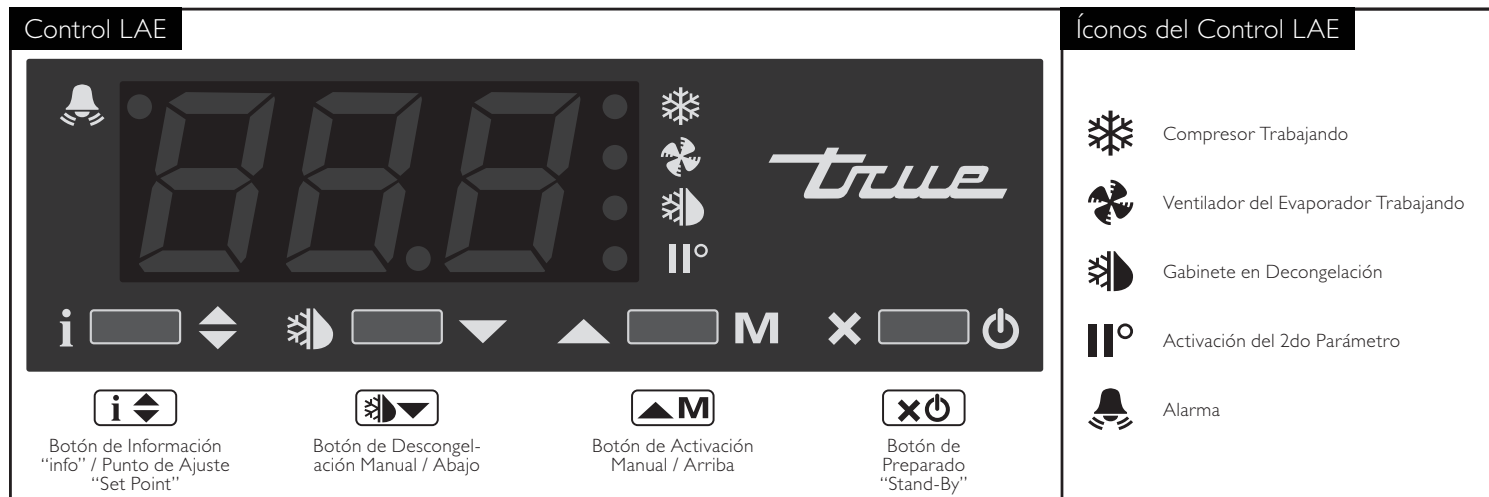 Control LAE
Íconos del Control LAE
true
II°
i
M
i
Botón de Información
“info” / Punto de Ajuste
“Set Point”
Botón de Descongel-
ación Manual / Abajo
M
Botón de Activación
Manual / Arriba
Botón de
Preparado
“Stand-By”
Compresor Trabajando
Ventilador del Evaporador Trabajando
Gabinete en Decongelación
II° Activación del 2do Parámetro
Alarma